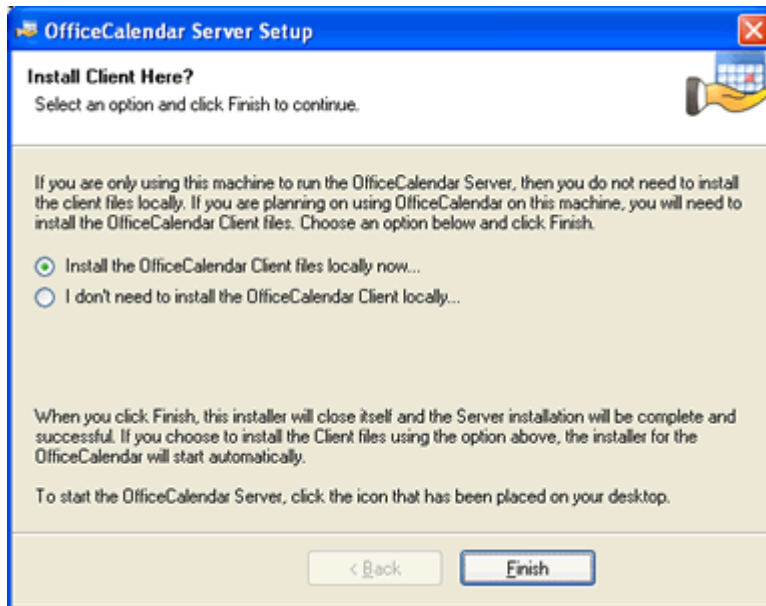 OfficeCalendar Server Setup
Install Client Here?
Select an option and click Finish to continue.
If you are only using this machine to run the OfficeCalendar Server, then you do not need to install
the client files locally. If you are planning on using OfficeCalendar on this machine, you will need to
install the OfficeCalendar Client files. Choose an option below and click Finish.
Install the OfficeCalendar Client files locally now...
I don't need to install the OfficeCalendar Client locally...
When you click Finish, this installer will close itself and the Server installation will be complete and
successful. If you choose to install the Client files using the option above, the installer for the
OfficeCalendar will start automatically.
To start the OfficeCalendar Server, click the icon that has been placed on your desktop.
< Back
Finish